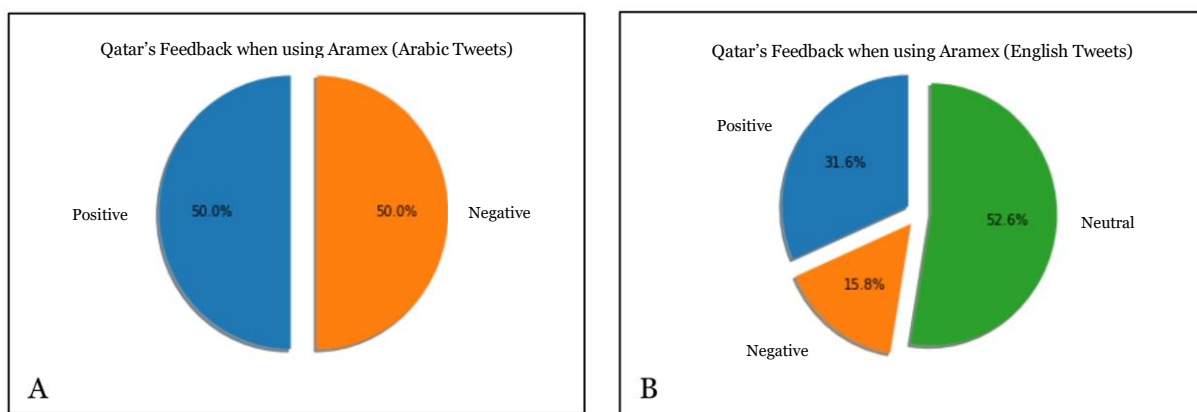 Qatar's Feedback when using Aramex (Arabic Tweets)
Positive
50.0%
50.0%
Negative
A
Qatar's Feedback when using Aramex (English Tweets)
Positive
31.6%
52.6%
Neutral
15.8%
Negative
B